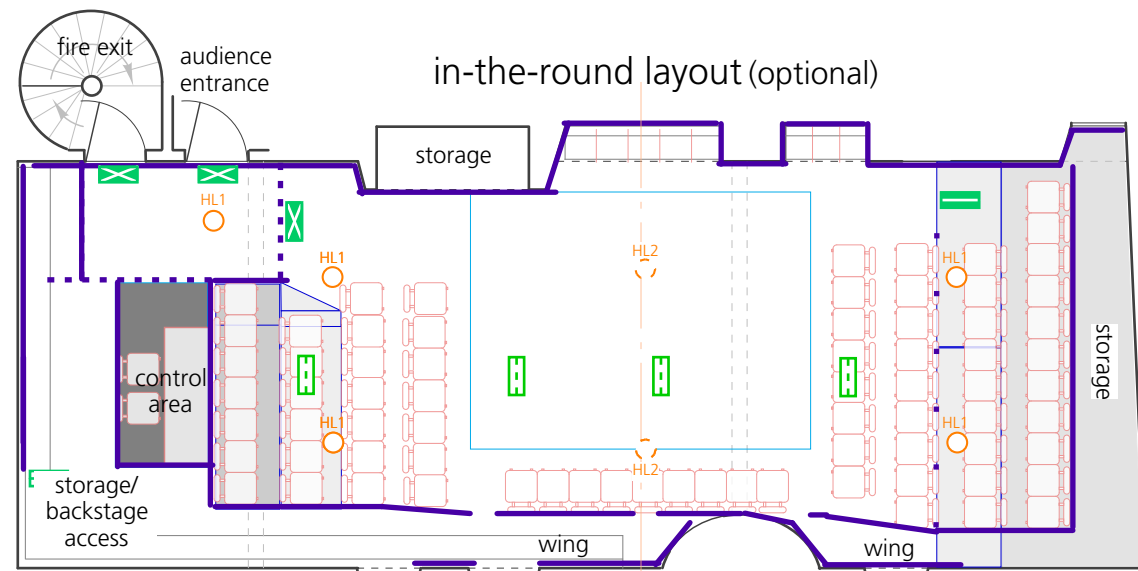 in-the-round layout (optional)
fire exit
audience
entrance
storage
HL1
HL1
HL2
HL1
control
area
storage
HL1
HL1
HL2
storage/
backstage
access
wing
wing